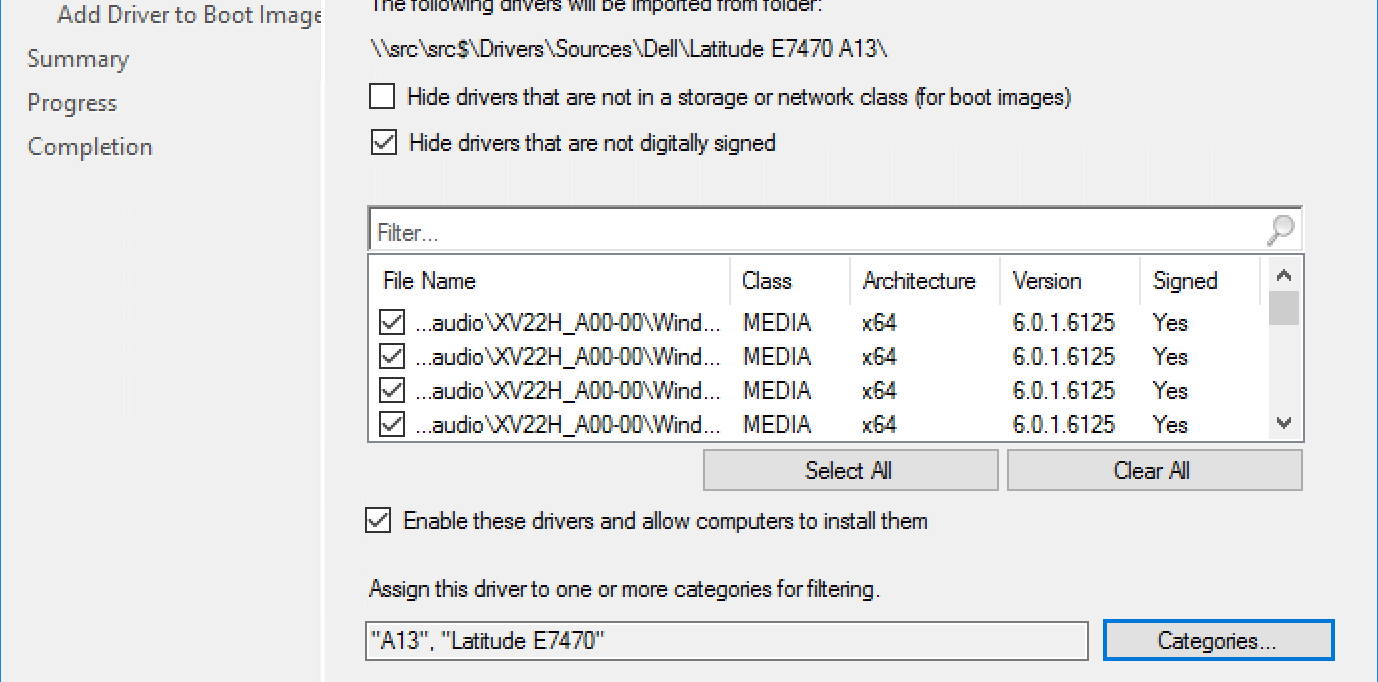 Add Driver to Boot Image
Summary
Progress
Completion
The following drivers will be imported from folder:
\\src\src$\Drivers\Sources\Dell\Latitude E7470 A13\
Hide drivers that are not in a storage or network class (for boot images)
Hide drivers that are not digitally signed
Filter...
File Name Class Architecture Version Signed
...audio\XV22H_A00-00\Wind... MEDIA x64 6.0.1.6125 Yes
...audio\XV22H_A00-00\Wind... MEDIA x64 6.0.1.6125 Yes
...audio\XV22H_A00-00\Wind... MEDIA x64 6.0.1.6125 Yes
...audio\XV22H_A00-00\Wind... MEDIA x64 6.0.1.6125 Yes
Select All Clear All
Enable these drivers and allow computers to install them
Assign this driver to one or more categories for filtering.
"A13", "Latitude E7470" Categories...